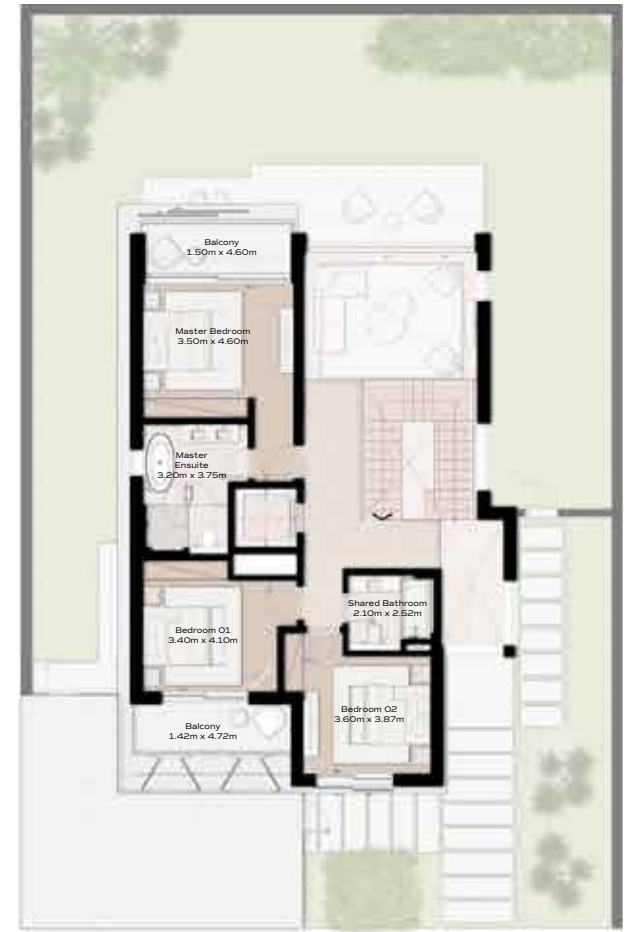 Balcony
1.50m x 4.60m
Master Bedroom
3.50m x 4.60m
Master
Ensuite
3.20m x 3.75m
Shared Bathroom
2.10m x 2.52m
Bedroom 01
3.40m x 4.10m
Bedroom 02
3.60m x 3.87m
Balcony
1.42m x 4.72m